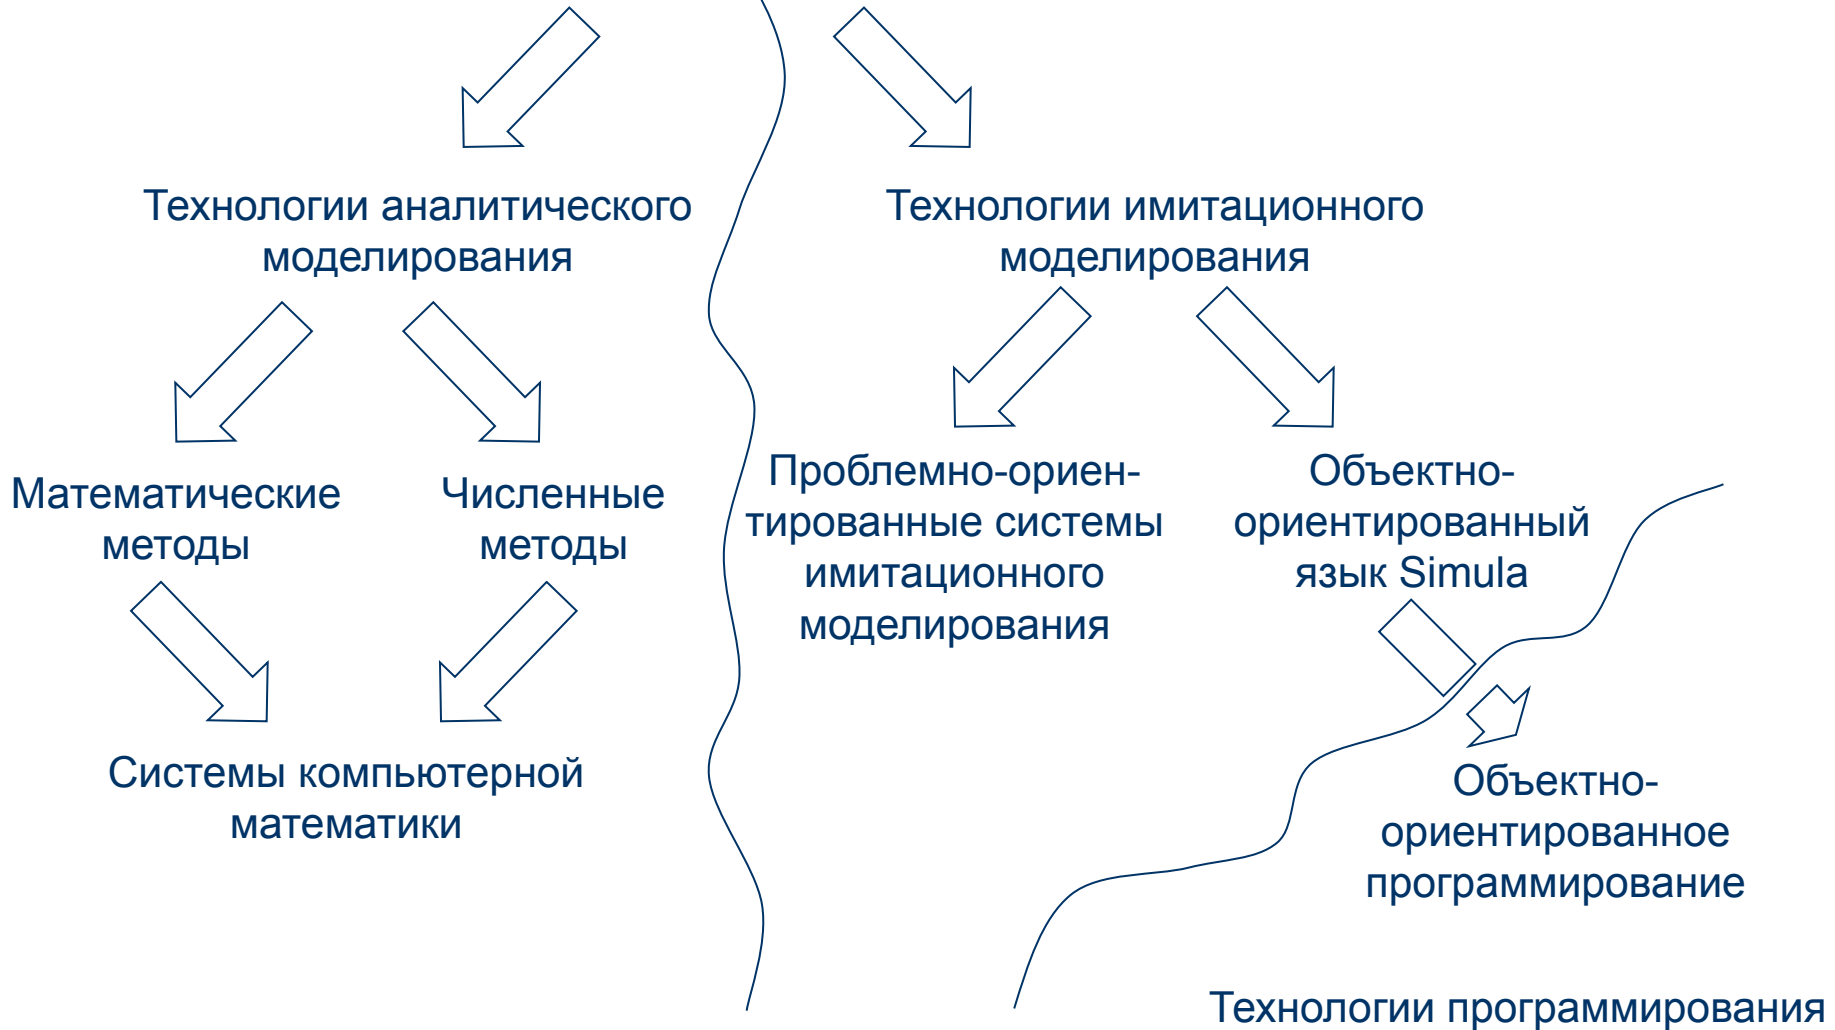 Технологии аналитического
моделирования
Технологии имитационного
моделирования
Математические
методы
Численные
методы
Проблемно-ориен-
тированные системы
имитационного
моделирования
Объектно-
ориентированный
язык Simula
Системы компьютерной
математики
Объектно-
ориентированное
программирование
Технологии программирования